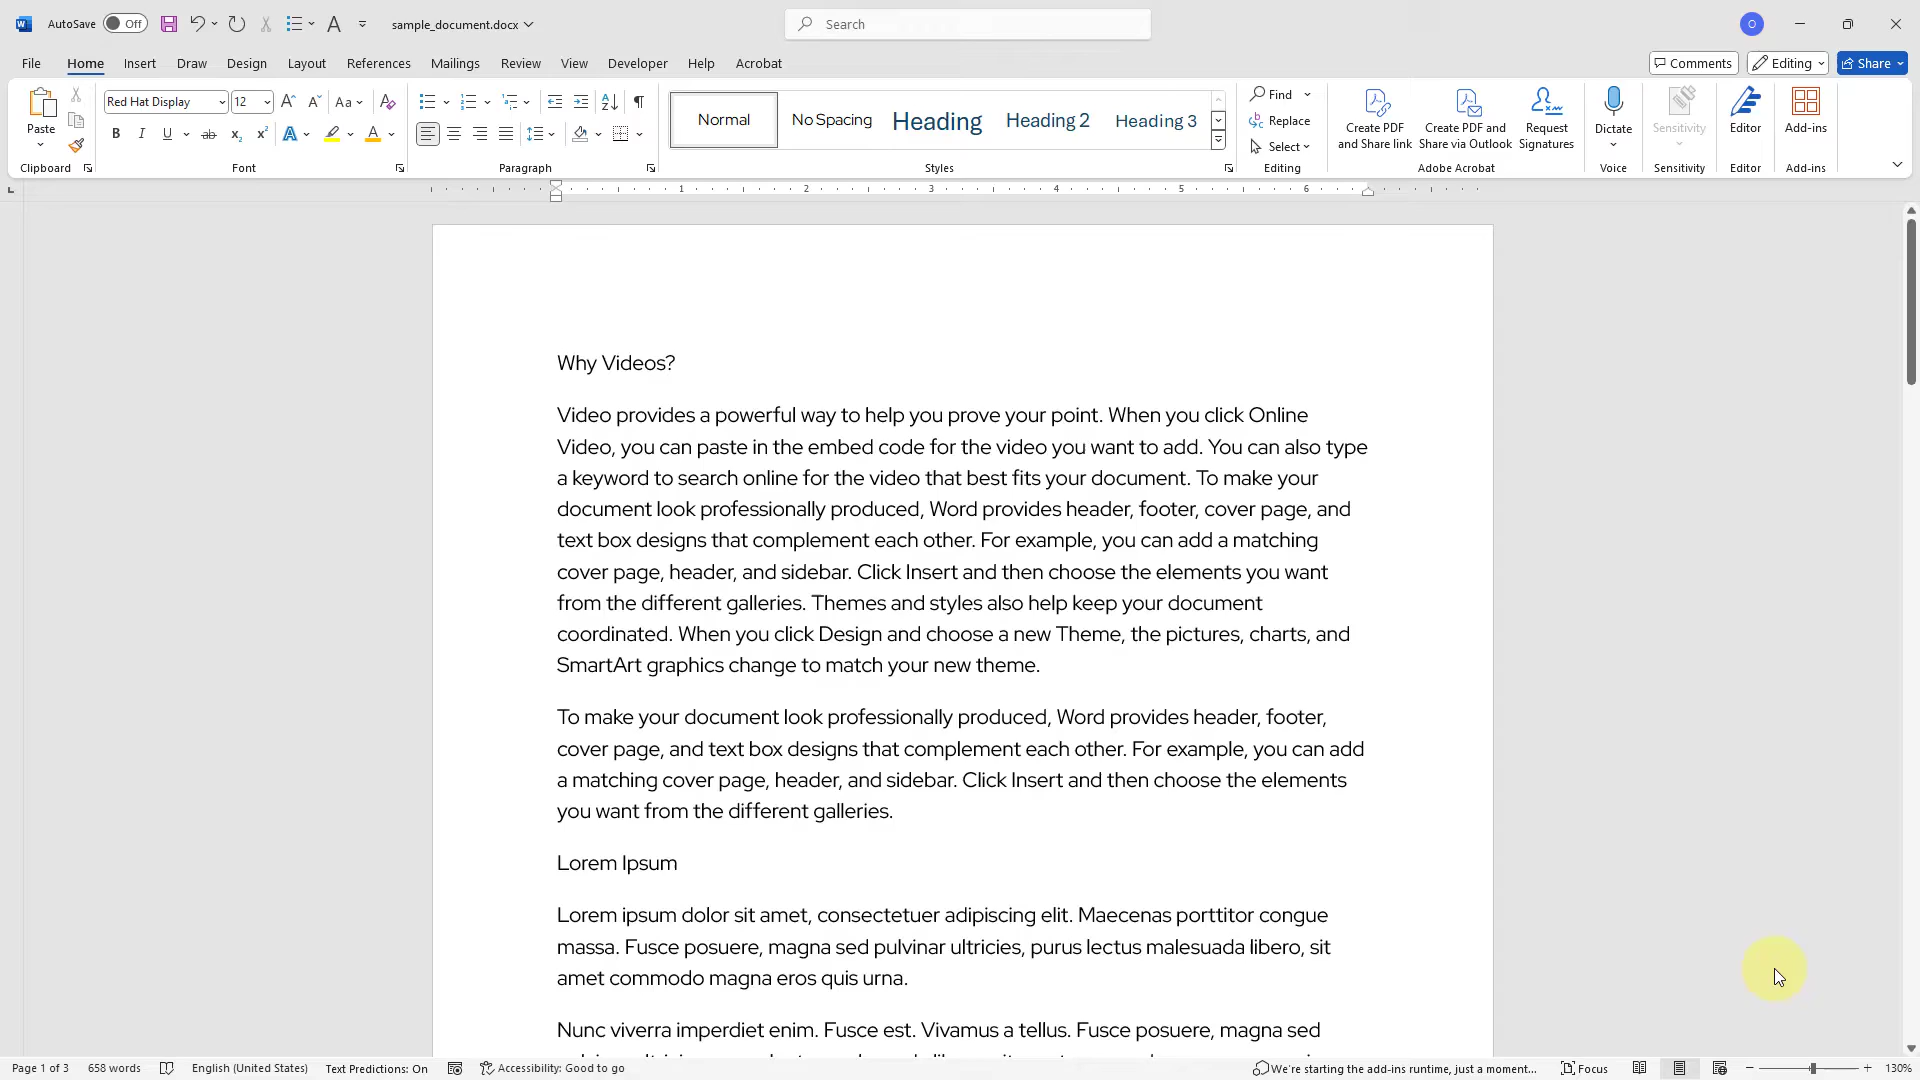 AutoSave Off sample_document.docx Search O
File Home Insert Draw Design Layout References Mailings Review View Developer Help Acrobat Comments Editing Share
Paste
Red Hat Display 12 Aa
Normal No Spacing Heading Heading 2 Heading 3
Find
Replace
Select
Create PDF
and Share link
Create PDF and
Share via Outlook
Request
Signatures
Dictate
Sensitivity
Editor
Add-ins
Clipboard Font Paragraph Styles Editing Adobe Acrobat Voice Sensitivity Editor Add-ins
1 2 3 4 5 6
Why Videos?
Video provides a powerful way to help you prove your point. When you click Online
Video, you can paste in the embed code for the video you want to add. You can also type
a keyword to search online for the video that best fits your document. To make your
document look professionally produced, Word provides header, footer, cover page, and
text box designs that complement each other. For example, you can add a matching
cover page, header, and sidebar. Click Insert and then choose the elements you want
from the different galleries. Themes and styles also help keep your document
coordinated. When you click Design and choose a new Theme, the pictures, charts, and
SmartArt graphics change to match your new theme.
To make your document look professionally produced, Word provides header, footer,
cover page, and text box designs that complement each other. For example, you can add
a matching cover page, header, and sidebar. Click Insert and then choose the elements
you want from the different galleries.
Lorem Ipsum
Lorem ipsum dolor sit amet, consectetuer adipiscing elit. Maecenas porttitor congue
massa. Fusce posuere, magna sed pulvinar ultricies, purus lectus malesuada libero, sit
amet commodo magna eros quis urna.
Nunc viverra imperdiet enim. Fusce est. Vivamus a tellus. Fusce posuere, magna sed
Page 1 of 3 658 words English (United States) Text Predictions: On Accessibility: Good to go We're starting the add-ins runtime, just a moment... Focus 130%